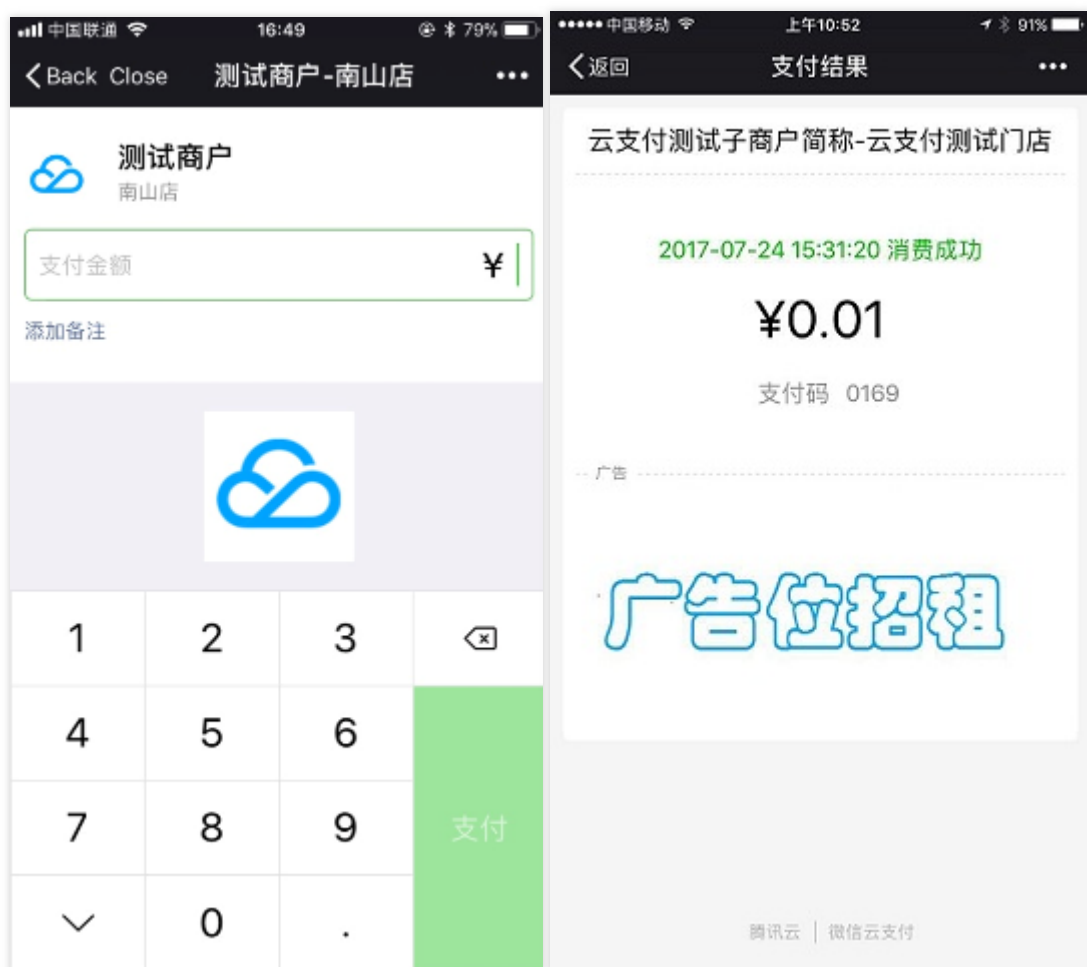 中国联通 16:49 79%
Back Close 测试商户-南山店
测试商户
南山店
支付金额 ¥
添加备注
1 2 3
4 5 6
7 8 9 支付
0 .
中国移动 上午10:52 91%
返回 支付结果
云支付测试子商户简称-云支付测试门店
2017-07-24 15:31:20 消费成功
¥0.01
支付码 0169
广告
广告位招租
腾讯云 | 微信云支付